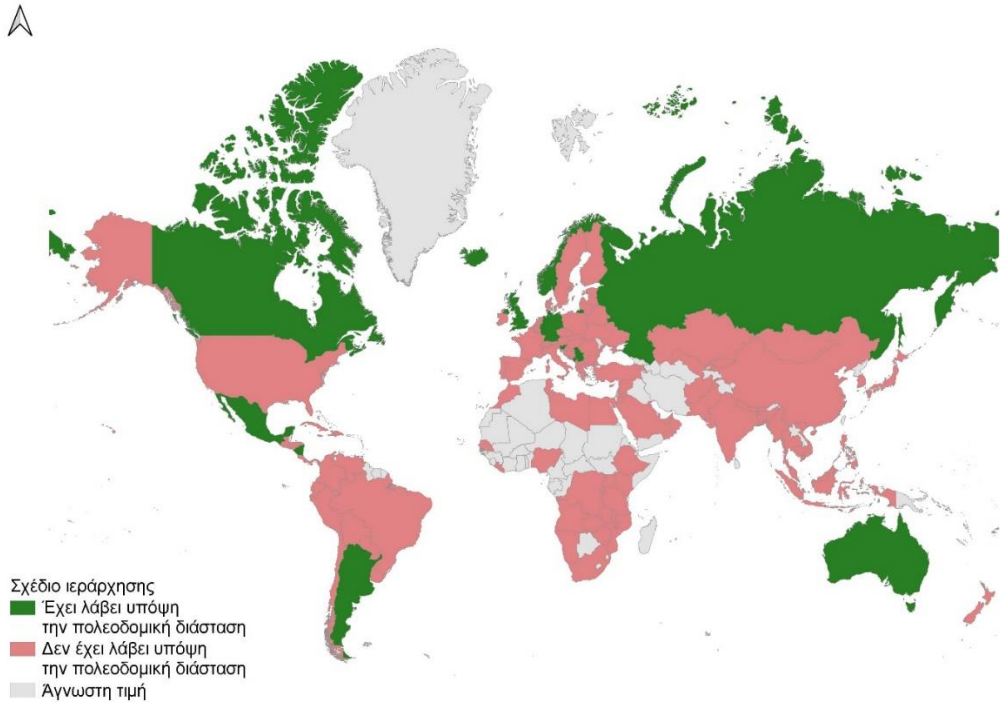 Σχέδιο ιεράρχησης
Έχει λάβει υπόψη
την πολεοδομική διάσταση
Δεν έχει λάβει υπόψη
την πολεοδομική διάσταση
Άγνωστη τιμή